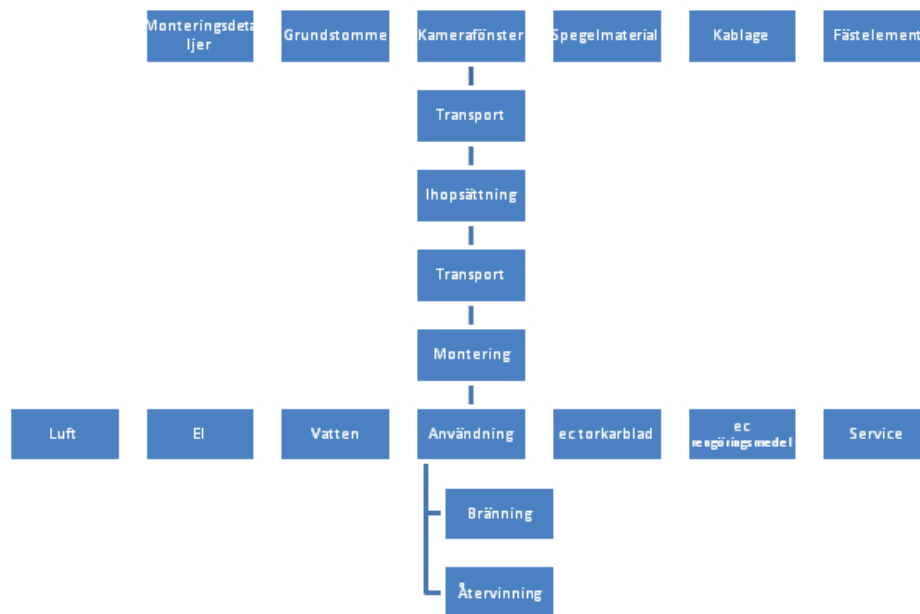 Monteringsdeta
ljer
Grundstomme
Kamerafönster
Spegelmaterial
Kablage
Fästelement
Transport
Ihopsättning
Transport
Montering
Luft
El
Vatten
Användning
ec torkarblad
ec
rengöringsmedel
Service
Bränning
Återvinning